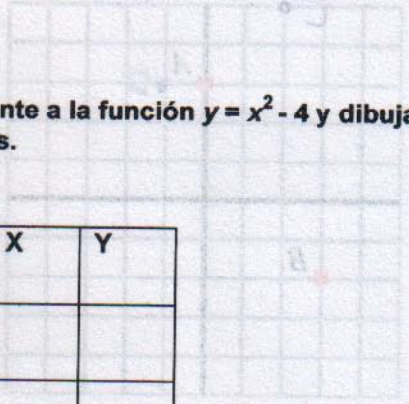 nte a la función y = x² - 4 y dibuja
s.
X Y